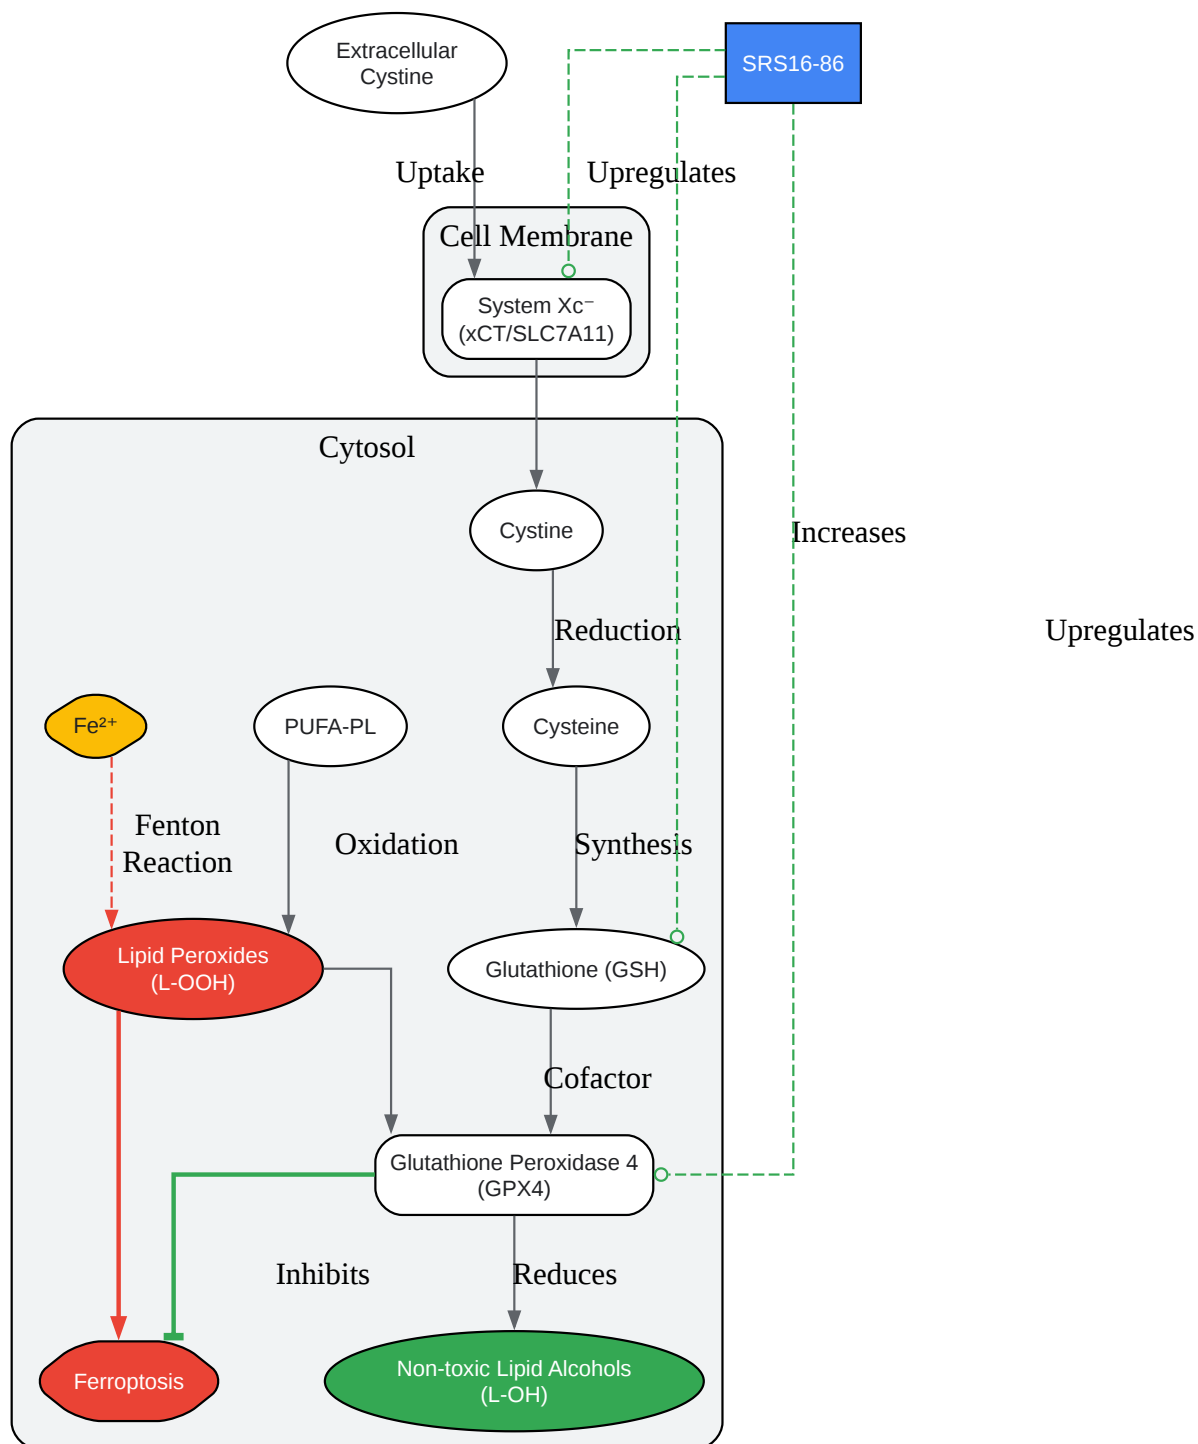 Extracellular
Cystine
SRS16-86
Uptake
Upregulates
Cell Membrane
System Xc⁻
(xCT/SLC7A11)
Cytosol
Cystine
Increases
Reduction
Upregulates
Fe²⁺
PUFA-PL
Cysteine
Fenton
Reaction
Oxidation
Synthesis
Lipid Peroxides
(L-OOH)
Glutathione (GSH)
Cofactor
Glutathione Peroxidase 4
(GPX4)
Inhibits
Reduces
Ferroptosis
Non-toxic Lipid Alcohols
(L-OH)